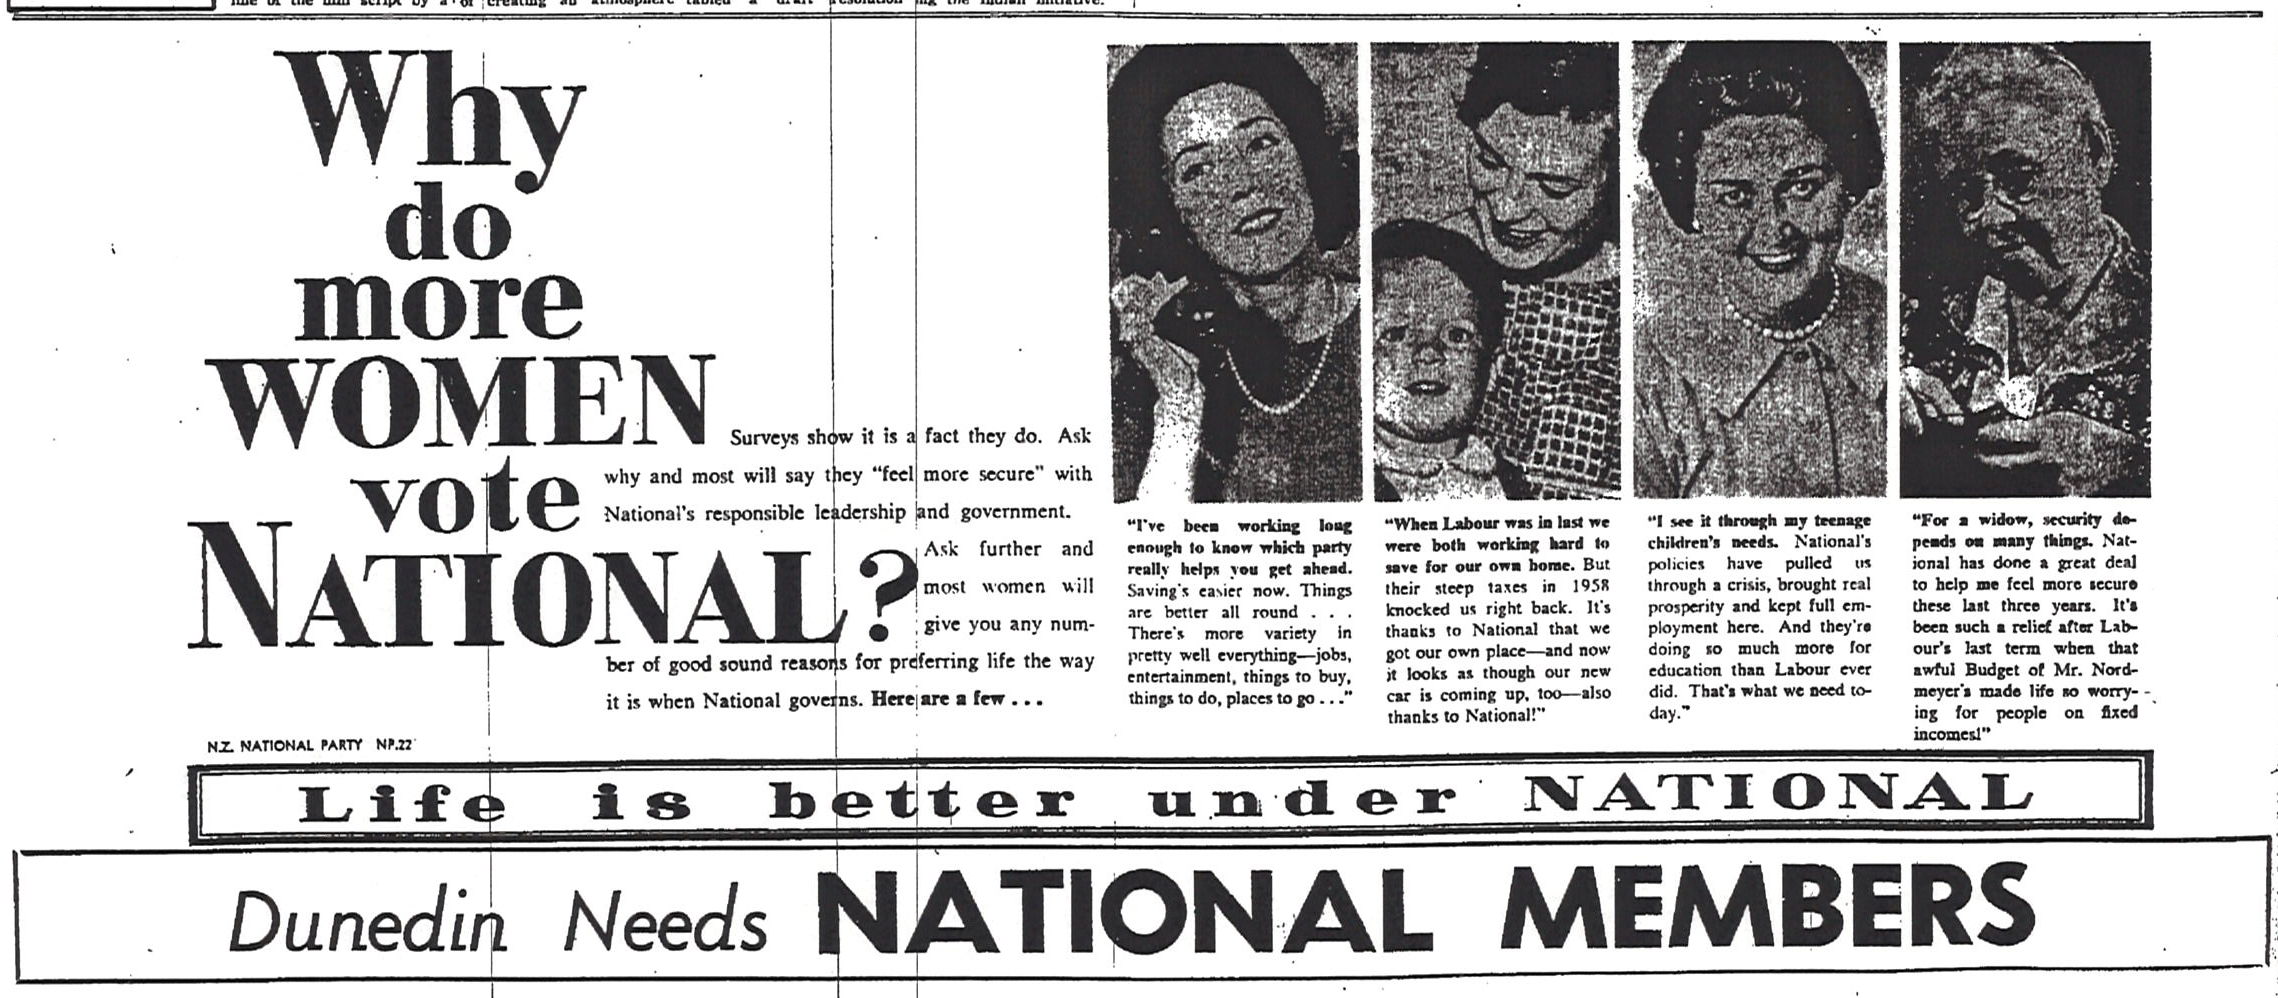 Why
do
more
WOMEN
vote
NATIONAL?
Surveys show it is a fact they do. Ask
why and most will say they "feel more secure" with
National's responsible leadership and government.
Ask further and
most women will
give you any num-
ber of good sound reasons for preferring life the way
it is when National governs. Here are a few . . .
N.Z. NATIONAL PARTY NP.22
"I've been working long
enough to know which party
really helps you get ahead.
Saving's easier now. Things
are better all round . . .
There's more variety in
pretty well everything—jobs,
entertainment, things to buy,
things to do, places to go . . ."
"When Labour was in last we
were both working hard to
save for our own home. But
their steep taxes in 1958
knocked us right back. It's
thanks to National that we
got our own place—and now
it looks as though our new
car is coming up, too—also
thanks to National!"
"I see it through my teenage
children's needs. National's
policies have pulled us
through a crisis, brought real
prosperity and kept full em-
ployment here. And they're
doing so much more for
education than Labour ever
did. That's what we need to-
day."
"For a widow, security de-
pends on many things. Nat-
ional has done a great deal
to help me feel more secure
these last three years. It's
been such a relief after Lab-
our's last term when that
awful Budget of Mr. Nord-
meyer's made life so worry-
ing for people on fixed
incomes!"
Life is better under NATIONAL
Dunedin Needs NATIONAL MEMBERS